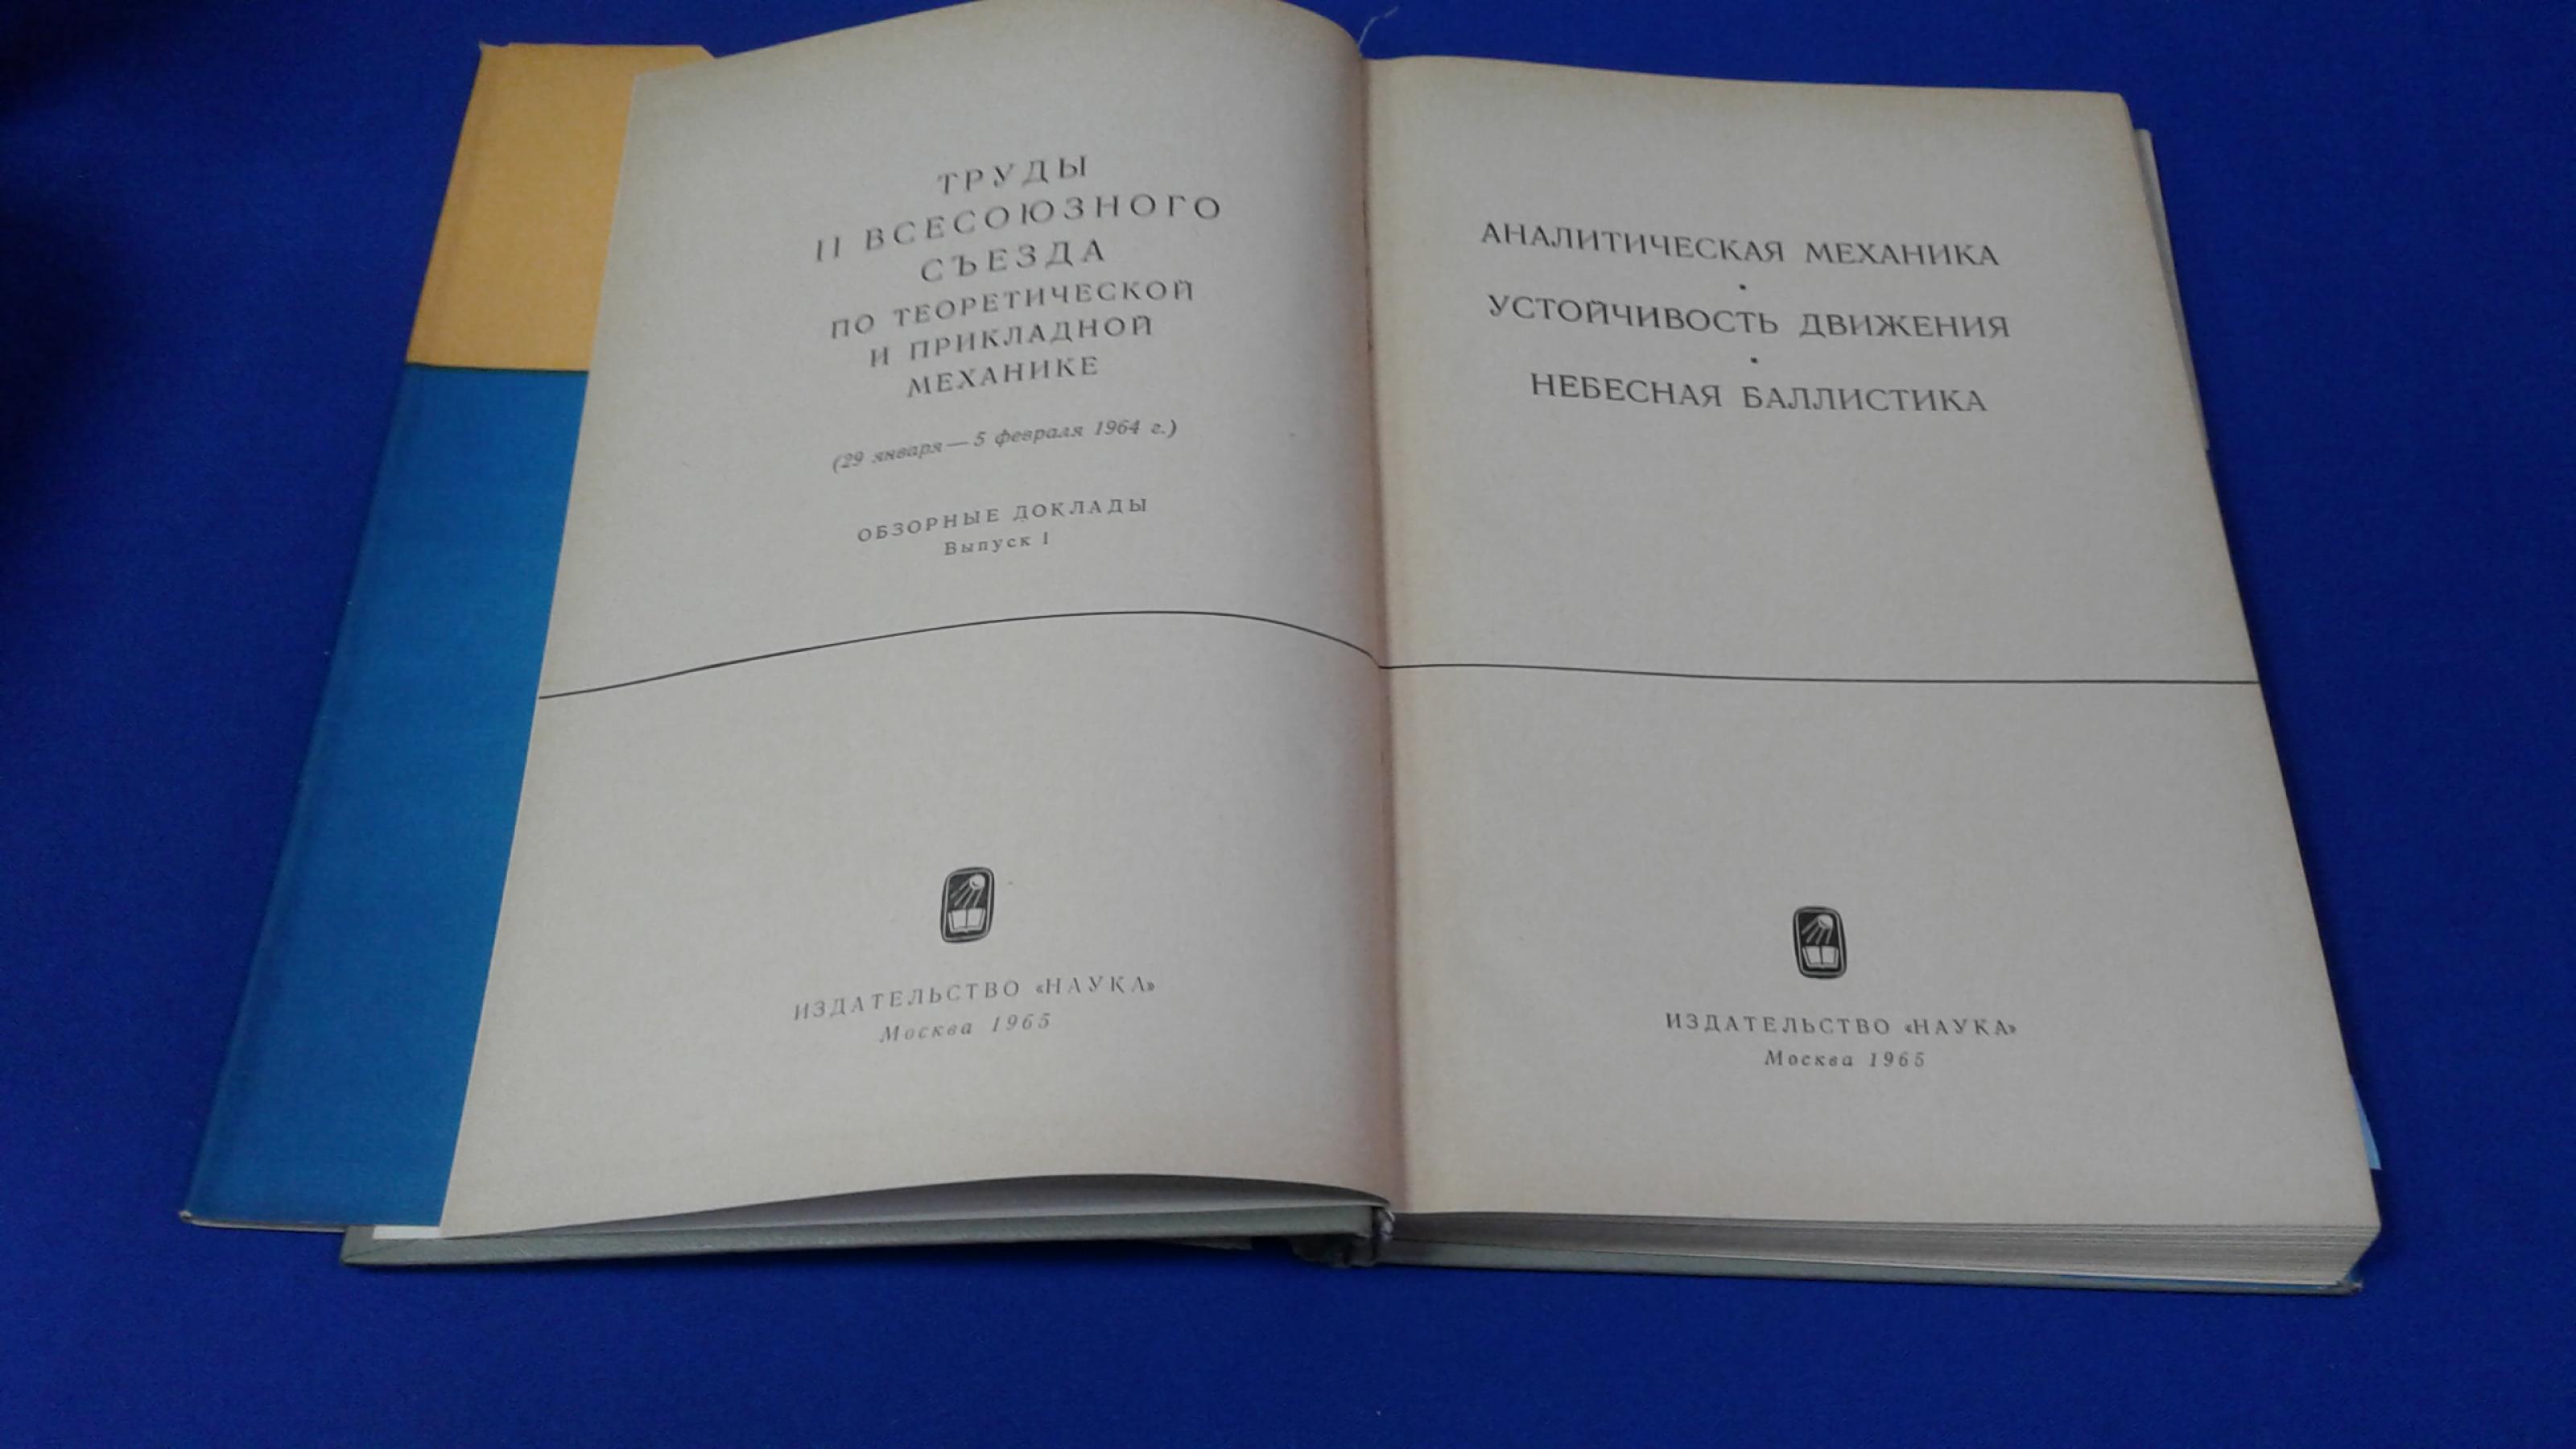 ТРУДЫ
II ВСЕСОЮЗНОГО
СЪЕЗДА
ПО ТЕОРЕТИЧЕСКОЙ
И ПРИКЛАДНОЙ
МЕХАНИКЕ
(29 января — 5 февраля 1964 г.)
ОБЗОРНЫЕ ДОКЛАДЫ
Выпуск 1
ИЗДАТЕЛЬСТВО «НАУКА»
Москва 1965
АНАЛИТИЧЕСКАЯ МЕХАНИКА
•
УСТОЙЧИВОСТЬ ДВИЖЕНИЯ
•
НЕБЕСНАЯ БАЛЛИСТИКА
ИЗДАТЕЛЬСТВО «НАУКА»
Москва 1965